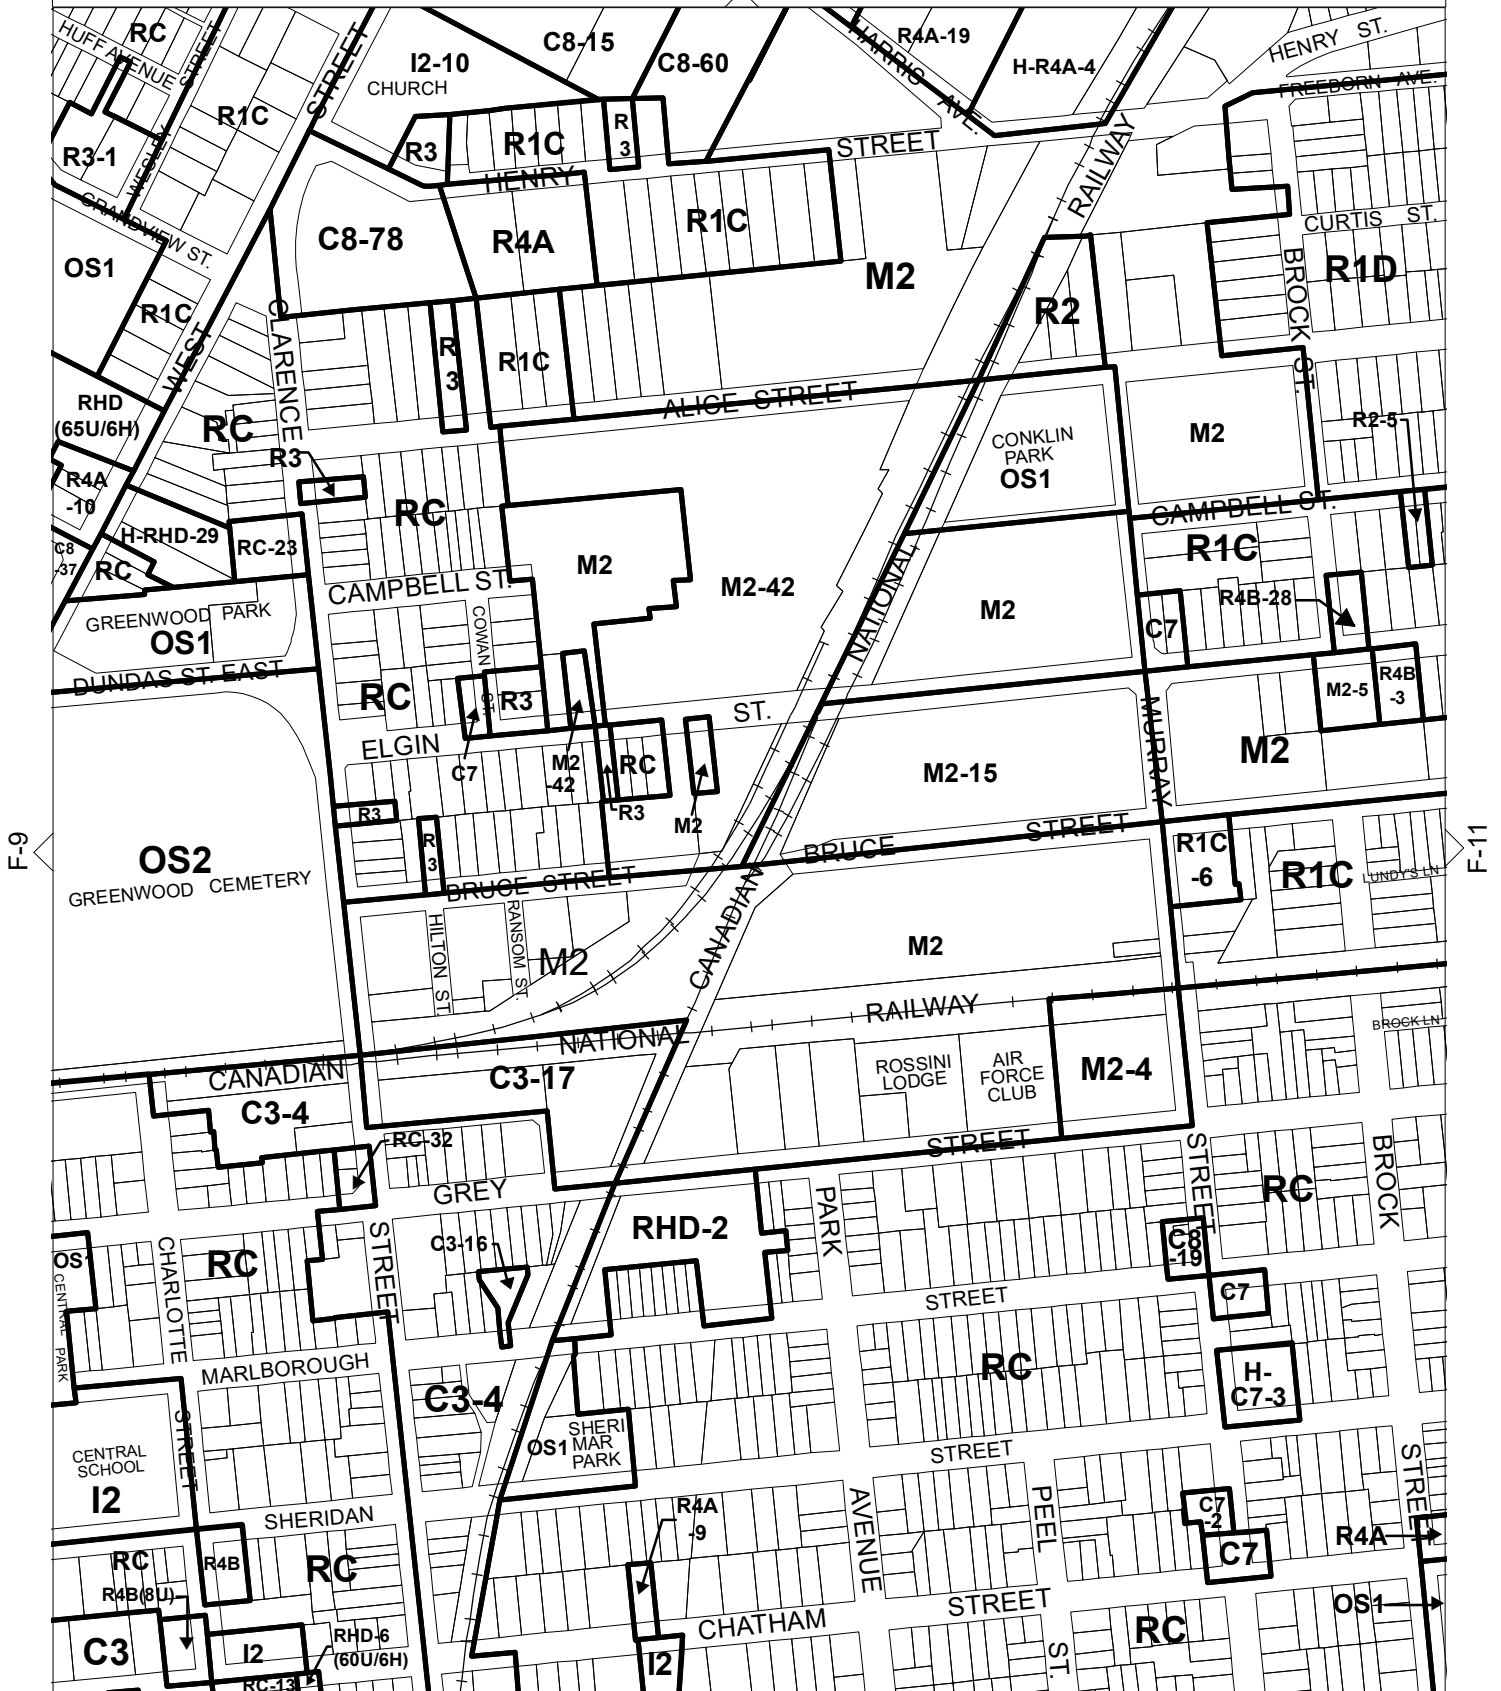 RC
HUFF AVENUE
STREET
R1C
STREET
I2-10
CHURCH
C8-15
C8-60
HARRIS AVE.
R4A-19
H-R4A-4
HENRY ST.
FREEBORN AVE.
R3-1
WESLEY
GRANDVIEW ST.
R3
R1C
R
3
HENRY
STREET
RAILWAY
CURTIS ST.
C8-78
R4A
R1C
M2
BROCK ST.
R1D
OS1
R1C
WEST
CLARENCE
R
3
R1C
R2
RHD
(65U/6H)
RC
ALICE STREET
R3
R4A
-10
CONKLIN
PARK
OS1
M2
R2-5
C8
-37
H-RHD-29
RC-23
RC
RC
CAMPBELL ST.
R1C
M2
M2-42
NATIONAL
CAMPBELL ST.
GREENWOOD PARK
OS1
COWAN
CT.
M2
C7
R4B-28
DUNDAS ST. EAST
RC
R3
M2-5
R4B
-3
ELGIN
ST.
MURRAY
M2
C7
M2
-42
RC
R3
M2
M2-15
R3
R
3
BRUCE STREET
BRUCE
STREET
F-9
OS2
GREENWOOD CEMETERY
R1C
-6
R1C
LUNDY'S LN
F-11
HILTON ST.
RANSOM ST.
M2
CANADIAN
M2
RAILWAY
NATIONAL
CANADIAN
BROCK LN
C3-4
C3-17
ROSSINI
LODGE
AIR
FORCE
CLUB
M2-4
RC-32
STREET
GREY
RHD-2
PARK
STREET
RC
BROCK
OS1
CENTRAL PARK
CHARLOTTE
RC
STREET
C3-16
C8
-19
C7
STREET
MARLBOROUGH
C3-4
RC
H-
C7-3
CENTRAL
SCHOOL
I2
STREET
OS1
SHERI
MAR
PARK
STREET
STREET
SHERIDAN
R4A
-9
AVENUE
PEEL
C7
-2
C7
R4A
RC
R4B
RC
R4B(8U)
C3
I2
RHD-6
(60U/6H)
RC-13
CHATHAM
STREET
I2
ST.
RC
OS1